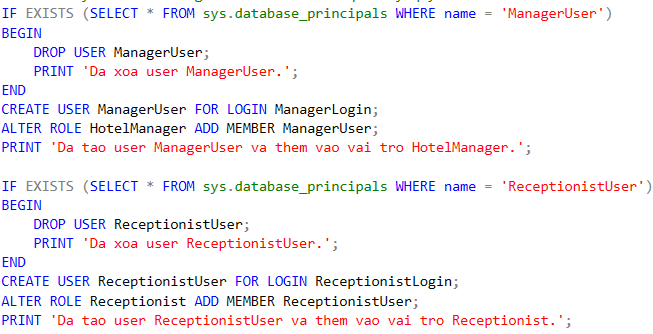 IF EXISTS (SELECT * FROM sys.database_principals WHERE name = 'ManagerUser')
BEGIN
    DROP USER ManagerUser;
    PRINT 'Da xoa user ManagerUser.';
END
CREATE USER ManagerUser FOR LOGIN ManagerLogin;
ALTER ROLE HotelManager ADD MEMBER ManagerUser;
PRINT 'Da tao user ManagerUser va them vao vai tro HotelManager.';

IF EXISTS (SELECT * FROM sys.database_principals WHERE name = 'ReceptionistUser')
BEGIN
    DROP USER ReceptionistUser;
    PRINT 'Da xoa user ReceptionistUser.';
END
CREATE USER ReceptionistUser FOR LOGIN ReceptionistLogin;
ALTER ROLE Receptionist ADD MEMBER ReceptionistUser;
PRINT 'Da tao user ReceptionistUser va them vao vai tro Receptionist.';